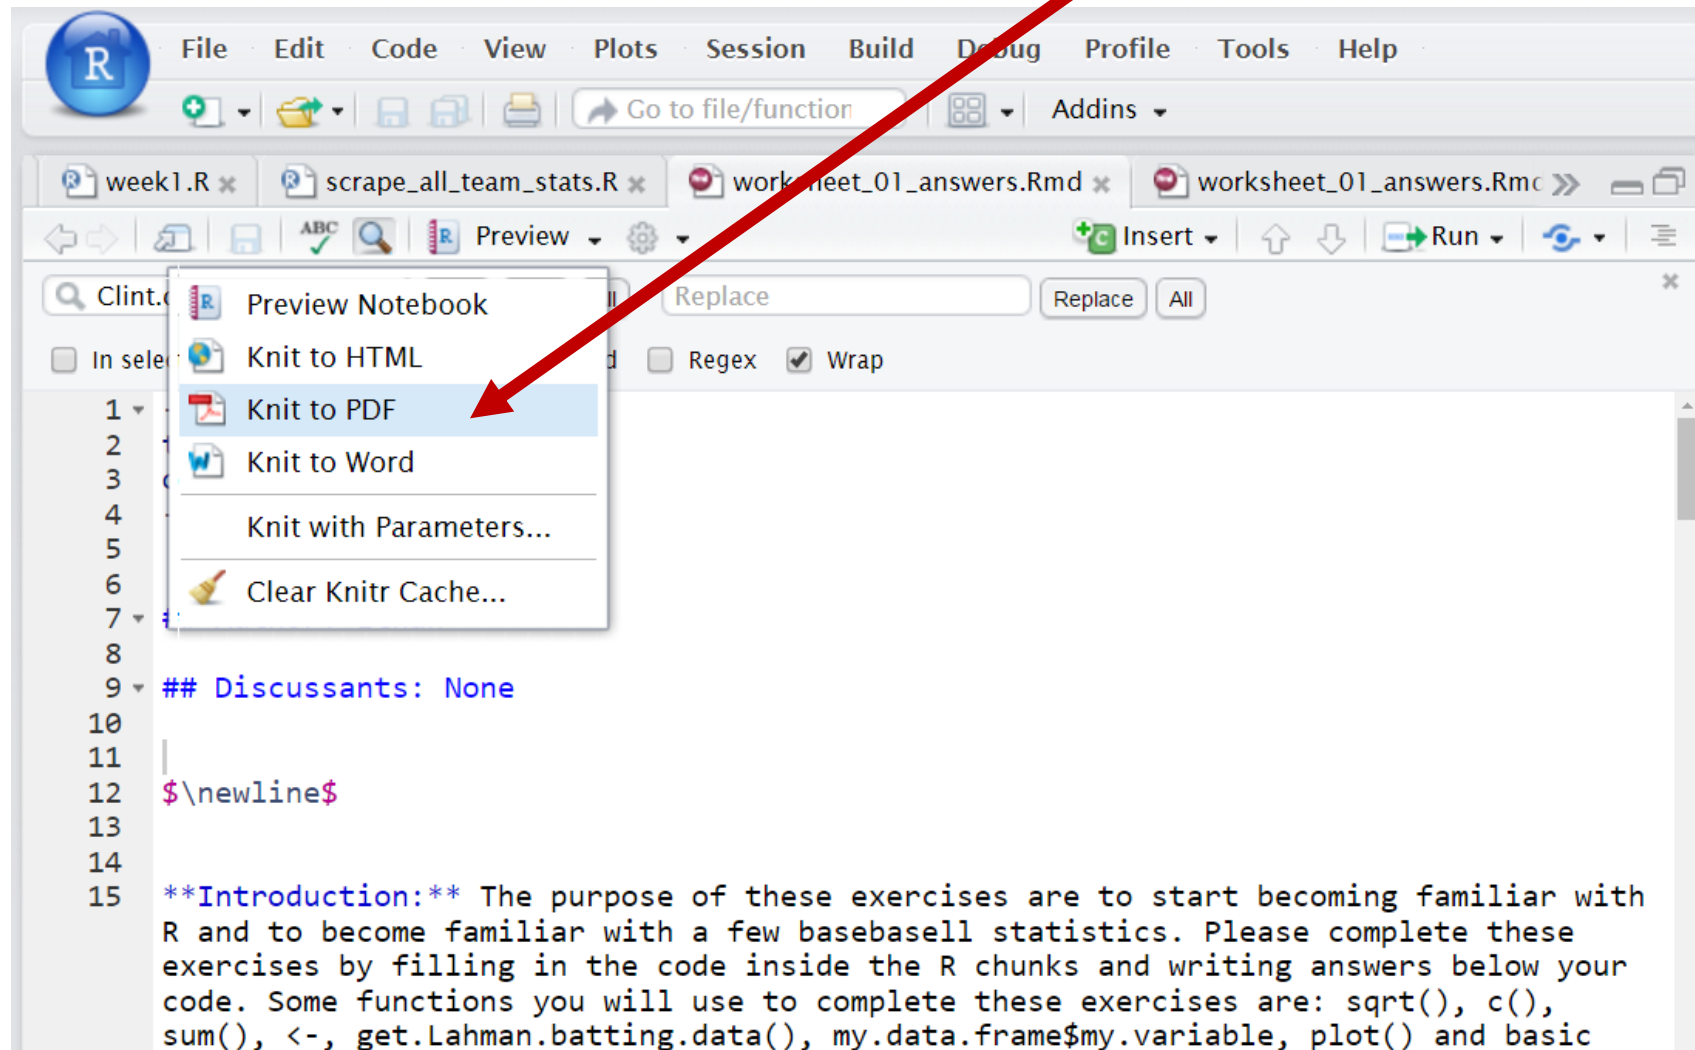 R File Edit Code View Plots Session Build Debug Profile Tools Help
Go to file/function Addins
week1.R scrape_all_team_stats.R worksheet_01_answers.Rmd worksheet_01_answers.Rm
ABC Preview Insert Run
Clint. Replace Replace All
In sele Regex Wrap
Preview Notebook
Knit to HTML
Knit to PDF
Knit to Word
Knit with Parameters...
Clear Knitr Cache...
1
2
3
4
5
6
7
8
9 ## Discussants: None
10
11
12 $\newline$
13
14
15 **Introduction:** The purpose of these exercises are to start becoming familiar with
R and to become familiar with a few basebasell statistics. Please complete these
exercises by filling in the code inside the R chunks and writing answers below your
code. Some functions you will use to complete these exercises are: sqrt(), c(),
sum(), <-, get.Lahman.batting.data(), my.data.frame$my.variable, plot() and basic